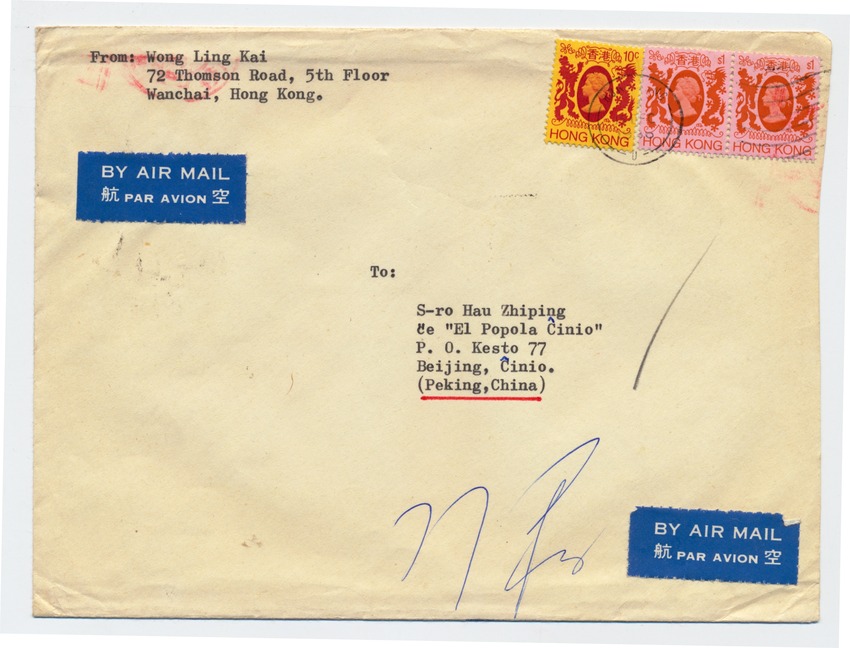 From: Wong Ling Kai
72 Thomson Road, 5th Floor
Wanchai, Hong Kong.
香港 10¢
HONG KONG
香港 $1
HONG KONG
香港 $1
HONG KONG
BY AIR MAIL
航 PAR AVION 空
To:
S-ro Hau Zhiping
ĉe "El Popola Ĉinio"
P. O. Kesto 77
Beijing, Ĉinio.
(Peking,China)
BY AIR MAIL
航 PAR AVION 空